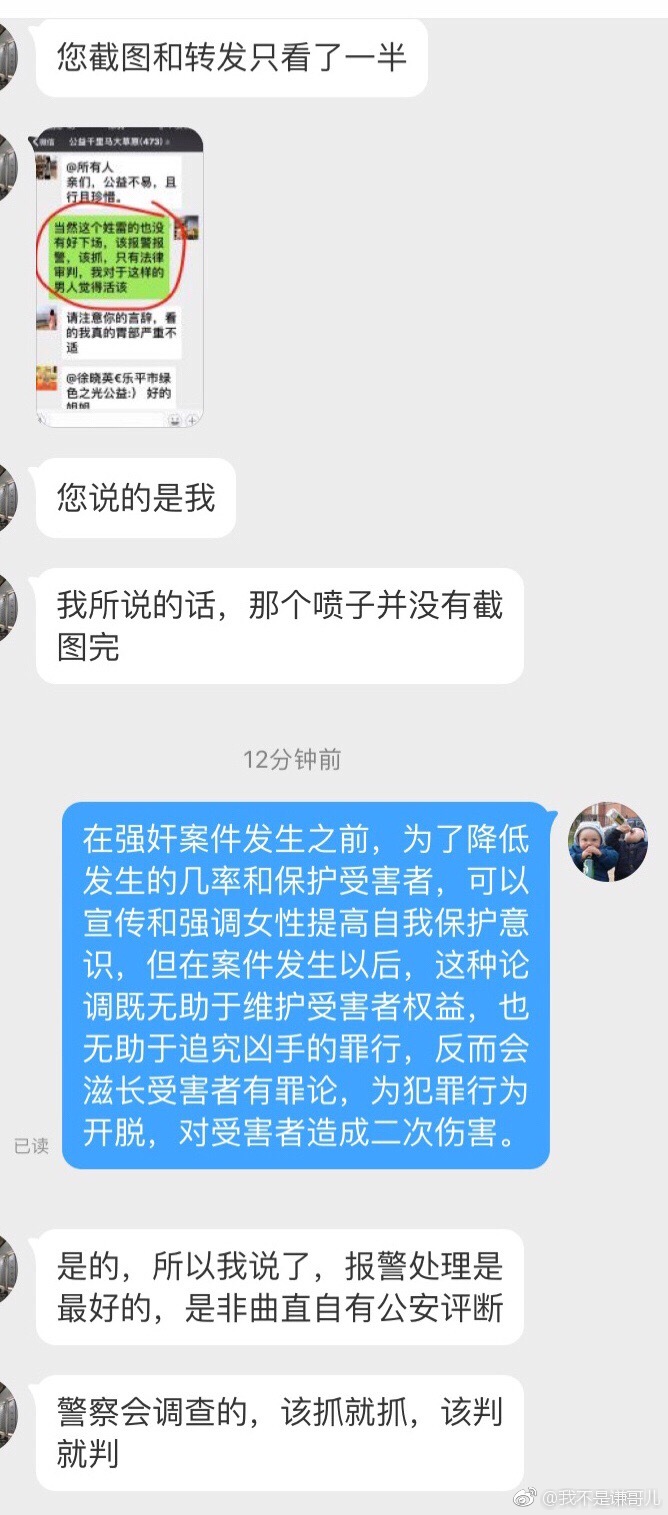 您截图和转发只看了一半
微信
公益千里马大草原(473)
@所有人
亲们，公益不易，且
行且珍惜。
当然这个姓雷的也没
有好下场，该报警报
警，该抓，只有法律
审判，我对于这样的
男人觉得活该
请注意你的言辞，看
的我真的胃部严重不
适
@徐晓英€乐平市绿
色之光公益:） 好的
姐姐
您说的是我
我所说的话，那个喷子并没有截
图完
12分钟前
在强奸案件发生之前，为了降低
发生的几率和保护受害者，可以
宣传和强调女性提高自我保护意
识，但在案件发生以后，这种论
调既无助于维护受害者权益，也
无助于追究凶手的罪行，反而会
滋长受害者有罪论，为犯罪行为
开脱，对受害者造成二次伤害。
已读
是的，所以我说了，报警处理是
最好的，是非曲直自有公安评断
警察会调查的，该抓就抓，该判
就判
@我不是谦哥儿